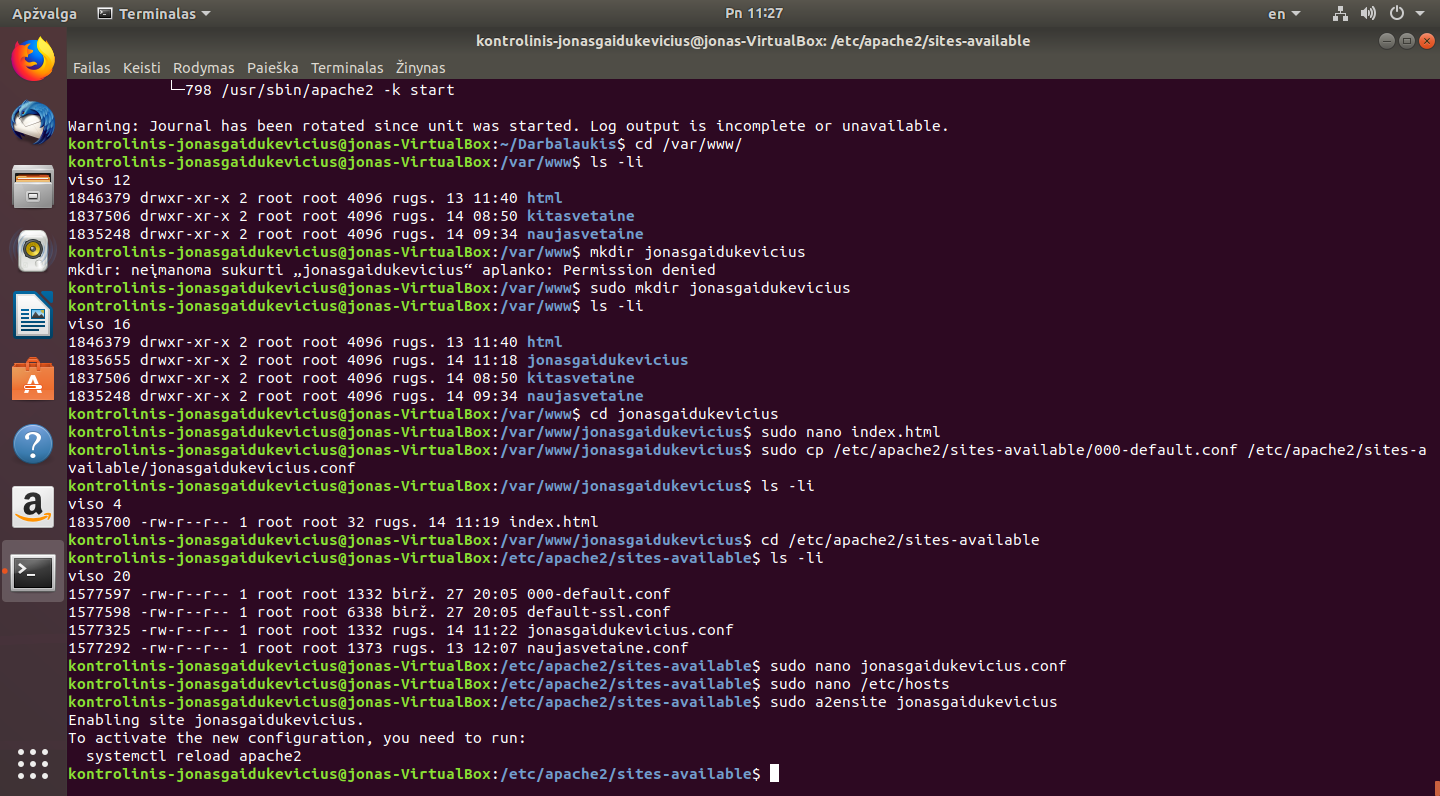 Apžvalga Terminalas Pn 11:27 en
kontrolinis-jonasgaidukevicius@jonas-VirtualBox: /etc/apache2/sites-available
Failas Keisti Rodymas Paieška Terminalas Žinynas
└─798 /usr/sbin/apache2 -k start
Warning: Journal has been rotated since unit was started. Log output is incomplete or unavailable.
kontrolinis-jonasgaidukevicius@jonas-VirtualBox:~/Darbalaukis$ cd /var/www/
kontrolinis-jonasgaidukevicius@jonas-VirtualBox:/var/www$ ls -li
viso 12
1846379 drwxr-xr-x 2 root root 4096 rugs. 13 11:40 html
1837506 drwxr-xr-x 2 root root 4096 rugs. 14 08:50 kitasvetaine
1835248 drwxr-xr-x 2 root root 4096 rugs. 14 09:34 naujasvetaine
kontrolinis-jonasgaidukevicius@jonas-VirtualBox:/var/www$ mkdir jonasgaidukevicius
mkdir: neįmanoma sukurti „jonasgaidukevicius“ aplanko: Permission denied
kontrolinis-jonasgaidukevicius@jonas-VirtualBox:/var/www$ sudo mkdir jonasgaidukevicius
kontrolinis-jonasgaidukevicius@jonas-VirtualBox:/var/www$ ls -li
viso 16
1846379 drwxr-xr-x 2 root root 4096 rugs. 13 11:40 html
1835655 drwxr-xr-x 2 root root 4096 rugs. 14 11:18 jonasgaidukevicius
1837506 drwxr-xr-x 2 root root 4096 rugs. 14 08:50 kitasvetaine
1835248 drwxr-xr-x 2 root root 4096 rugs. 14 09:34 naujasvetaine
kontrolinis-jonasgaidukevicius@jonas-VirtualBox:/var/www$ cd jonasgaidukevicius
kontrolinis-jonasgaidukevicius@jonas-VirtualBox:/var/www/jonasgaidukevicius$ sudo nano index.html
kontrolinis-jonasgaidukevicius@jonas-VirtualBox:/var/www/jonasgaidukevicius$ sudo cp /etc/apache2/sites-available/000-default.conf /etc/apache2/sites-a
vailable/jonasgaidukevicius.conf
kontrolinis-jonasgaidukevicius@jonas-VirtualBox:/var/www/jonasgaidukevicius$ ls -li
viso 4
1835700 -rw-r--r-- 1 root root 32 rugs. 14 11:19 index.html
kontrolinis-jonasgaidukevicius@jonas-VirtualBox:/var/www/jonasgaidukevicius$ cd /etc/apache2/sites-available
kontrolinis-jonasgaidukevicius@jonas-VirtualBox:/etc/apache2/sites-available$ ls -li
viso 20
1577597 -rw-r--r-- 1 root root 1332 birž. 27 20:05 000-default.conf
1577598 -rw-r--r-- 1 root root 6338 birž. 27 20:05 default-ssl.conf
1577325 -rw-r--r-- 1 root root 1332 rugs. 14 11:22 jonasgaidukevicius.conf
1577292 -rw-r--r-- 1 root root 1373 rugs. 13 12:07 naujasvetaine.conf
kontrolinis-jonasgaidukevicius@jonas-VirtualBox:/etc/apache2/sites-available$ sudo nano jonasgaidukevicius.conf
kontrolinis-jonasgaidukevicius@jonas-VirtualBox:/etc/apache2/sites-available$ sudo nano /etc/hosts
kontrolinis-jonasgaidukevicius@jonas-VirtualBox:/etc/apache2/sites-available$ sudo a2ensite jonasgaidukevicius
Enabling site jonasgaidukevicius.
To activate the new configuration, you need to run:
systemctl reload apache2
kontrolinis-jonasgaidukevicius@jonas-VirtualBox:/etc/apache2/sites-available$